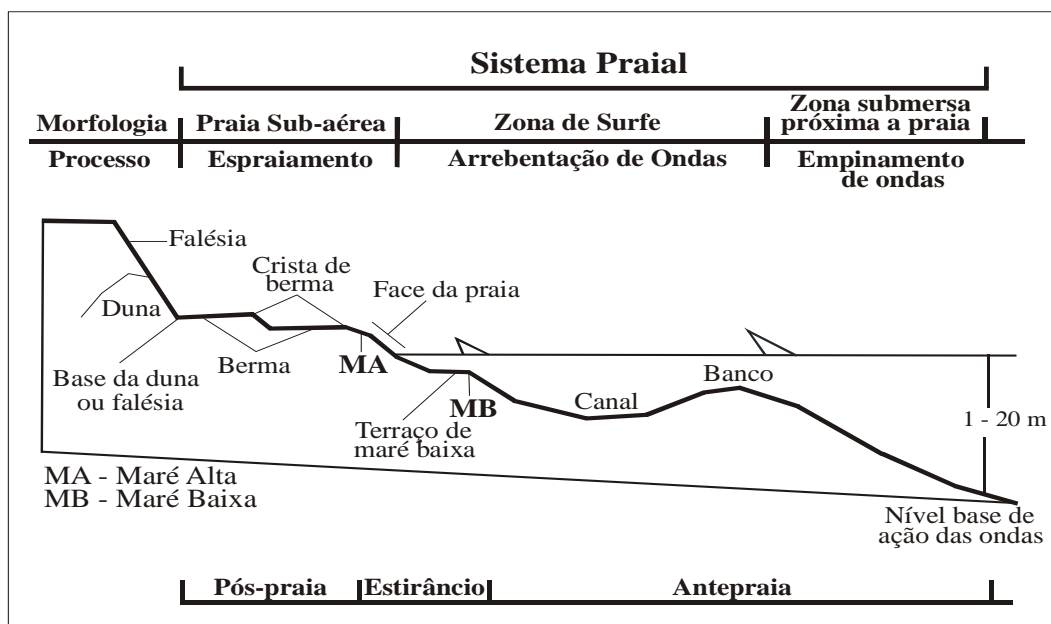 Sistema Praial
Morfologia
Praia Sub-aérea
Zona de Surfe
Zona submersa
próxima a praia
Processo
Espraiamento
Arrebentação de Ondas
Empinamento
de ondas
Falésia
Crista de
berma
Face da praia
Duna
Berma
MA
Base da duna
ou falésia
MB
Terraço de
maré baixa
Canal
Banco
1 - 20 m
MA - Maré Alta
MB - Maré Baixa
Nível base de
ação das ondas
Pós-praia
Estirâncio
Antepraia